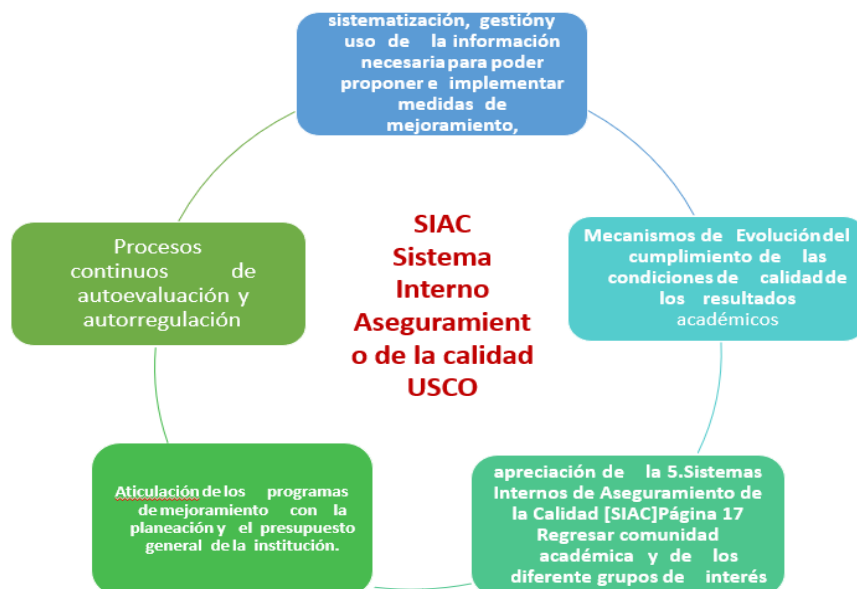 sistematización, gestióny
uso de la información
necesaria para poder
proponer e implementar
medidas de
mejoramiento,
Procesos
continuos de
autoevaluación y
autorregulación
SIAC
Sistema
Interno
Aseguramient
o de la calidad
USCO
Mecanismos de Evolución del
cumplimiento de las
condiciones de calidad de
los resultados
académicos
Aticulación de los programas
de mejoramiento con la
planeación y el presupuesto
general de la institución.
apreciación de la 5.Sistemas
Internos de Aseguramiento de
la Calidad [SIAC]Página 17
Regresar comunidad
académica y de los
diferente grupos de interés